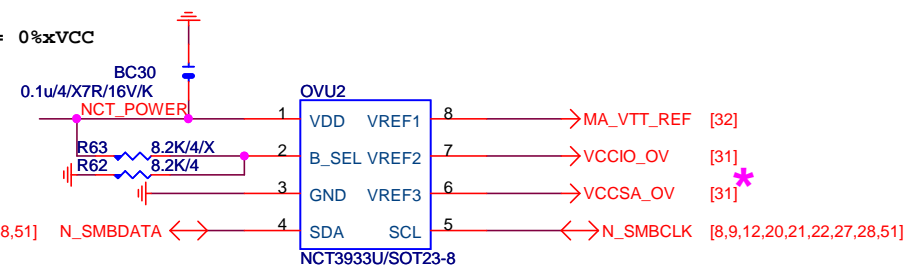 = 0%xVCC
BC30
0.1u/4/X7R/16V/K
OVU2
NCT_POWER
1 VDD VREF1 8 MA_VTT_REF [32]
R63 8.2K/4/X
2 B_SEL VREF2 7 VCCIO_OV [31]
R62 8.2K/4
3 GND VREF3 6 VCCSA_OV [31] *
8,51] N_SMBDATA 4 SDA SCL 5 N_SMBCLK [8,9,12,20,21,22,27,28,51]
NCT3933U/SOT23-8